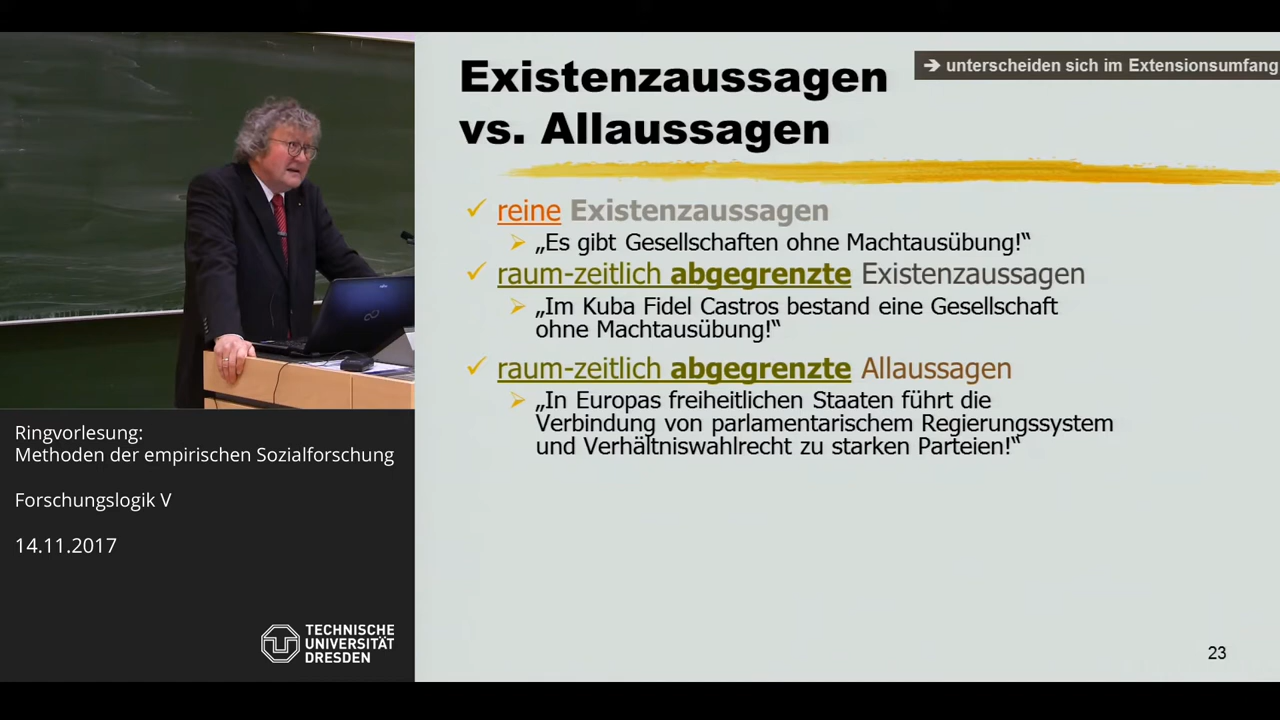 Existenzaussagen
vs. Allaussagen
➔ unterscheiden sich im Extensionsumfang
✓ reine Existenzaussagen
➢ „Es gibt Gesellschaften ohne Machtausübung!“
✓ raum-zeitlich abgegrenzte Existenzaussagen
➢ „Im Kuba Fidel Castros bestand eine Gesellschaft
ohne Machtausübung!“
✓ raum-zeitlich abgegrenzte Allaussagen
➢ „In Europas freiheitlichen Staaten führt die
Verbindung von parlamentarischem Regierungssystem
und Verhältniswahlrecht zu starken Parteien!“
23
Ringvorlesung:
Methoden der empirischen Sozialforschung
Forschungslogik V
14.11.2017
TECHNISCHE
UNIVERSITÄT
DRESDEN